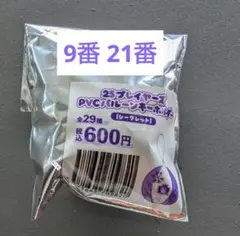 9番 21番
25プレイヤーズ
PVCバルーンキーホルダー
【シークレット】
全29種
税込600円